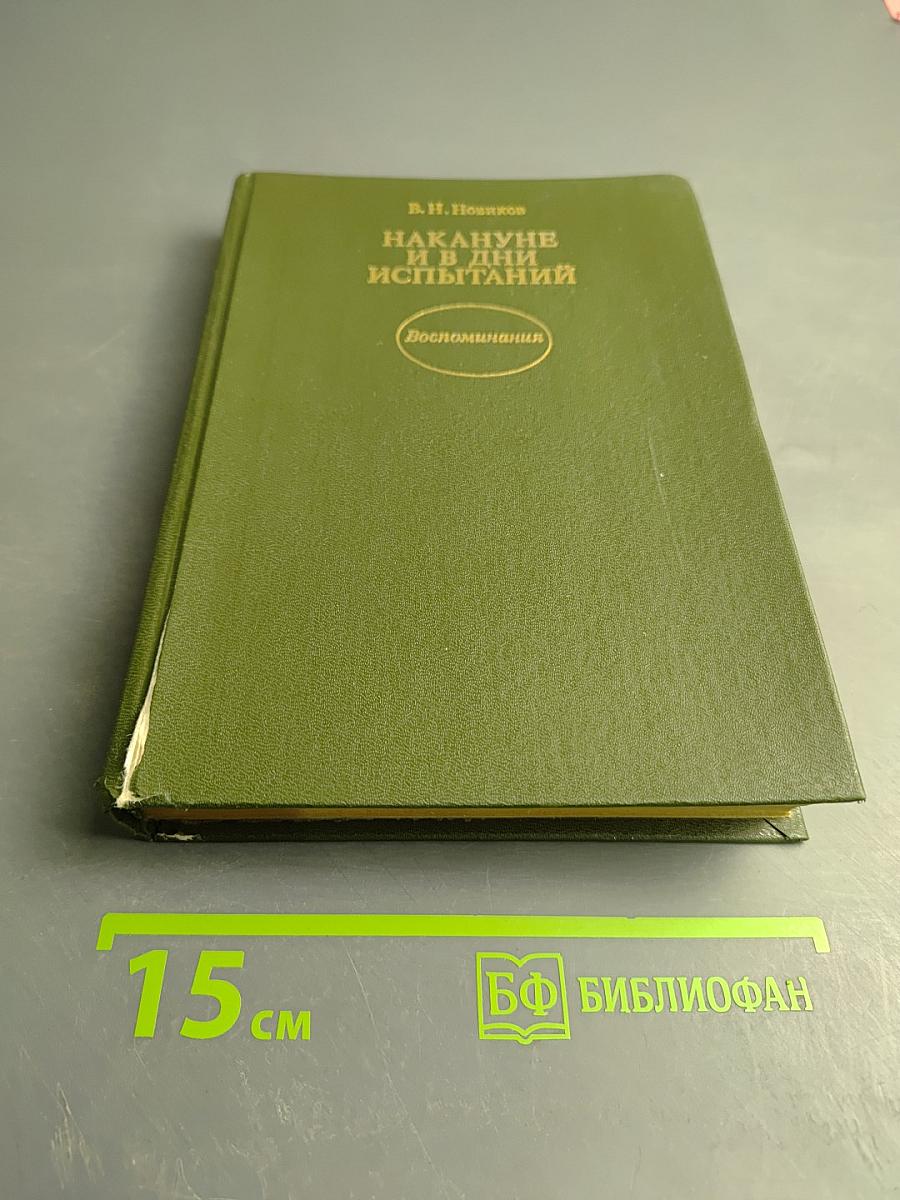 В. Н. Новиков
НАКАНУНЕ
И В ДНИ
ИСПЫТАНИЙ
Воспоминания
15 см
БФ БИБЛИОФАН